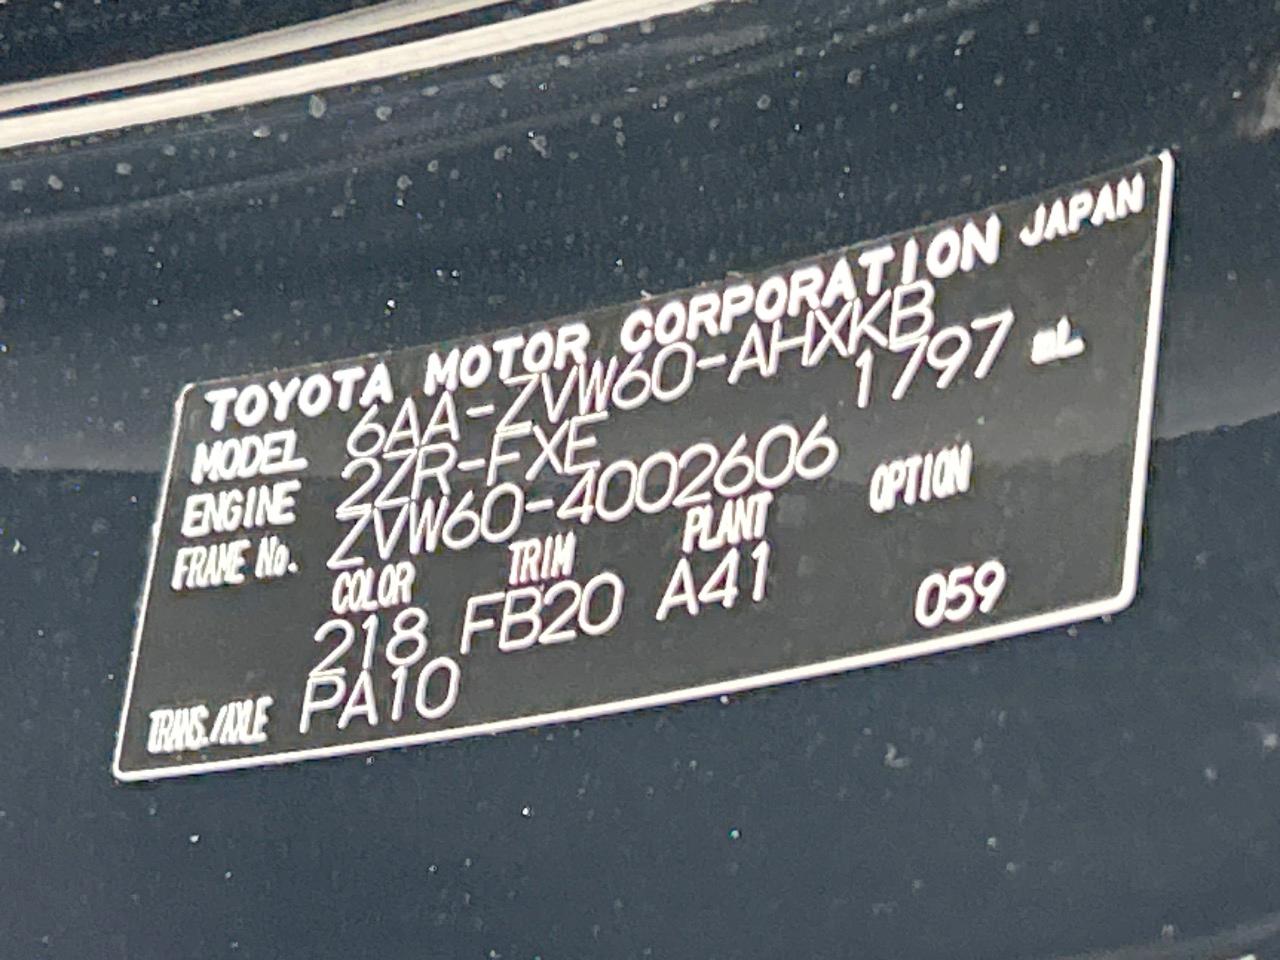 TOYOTA MOTOR CORPORATION JAPAN
MODEL 6AA-ZVW60-AHXKB
ENGINE 2ZR-FXE 1797 mL
FRAME No. ZVW60-4002606
COLOR TRIM PLANT OPTION
218 FB20 A41 059
TRANS./AXLE PA10